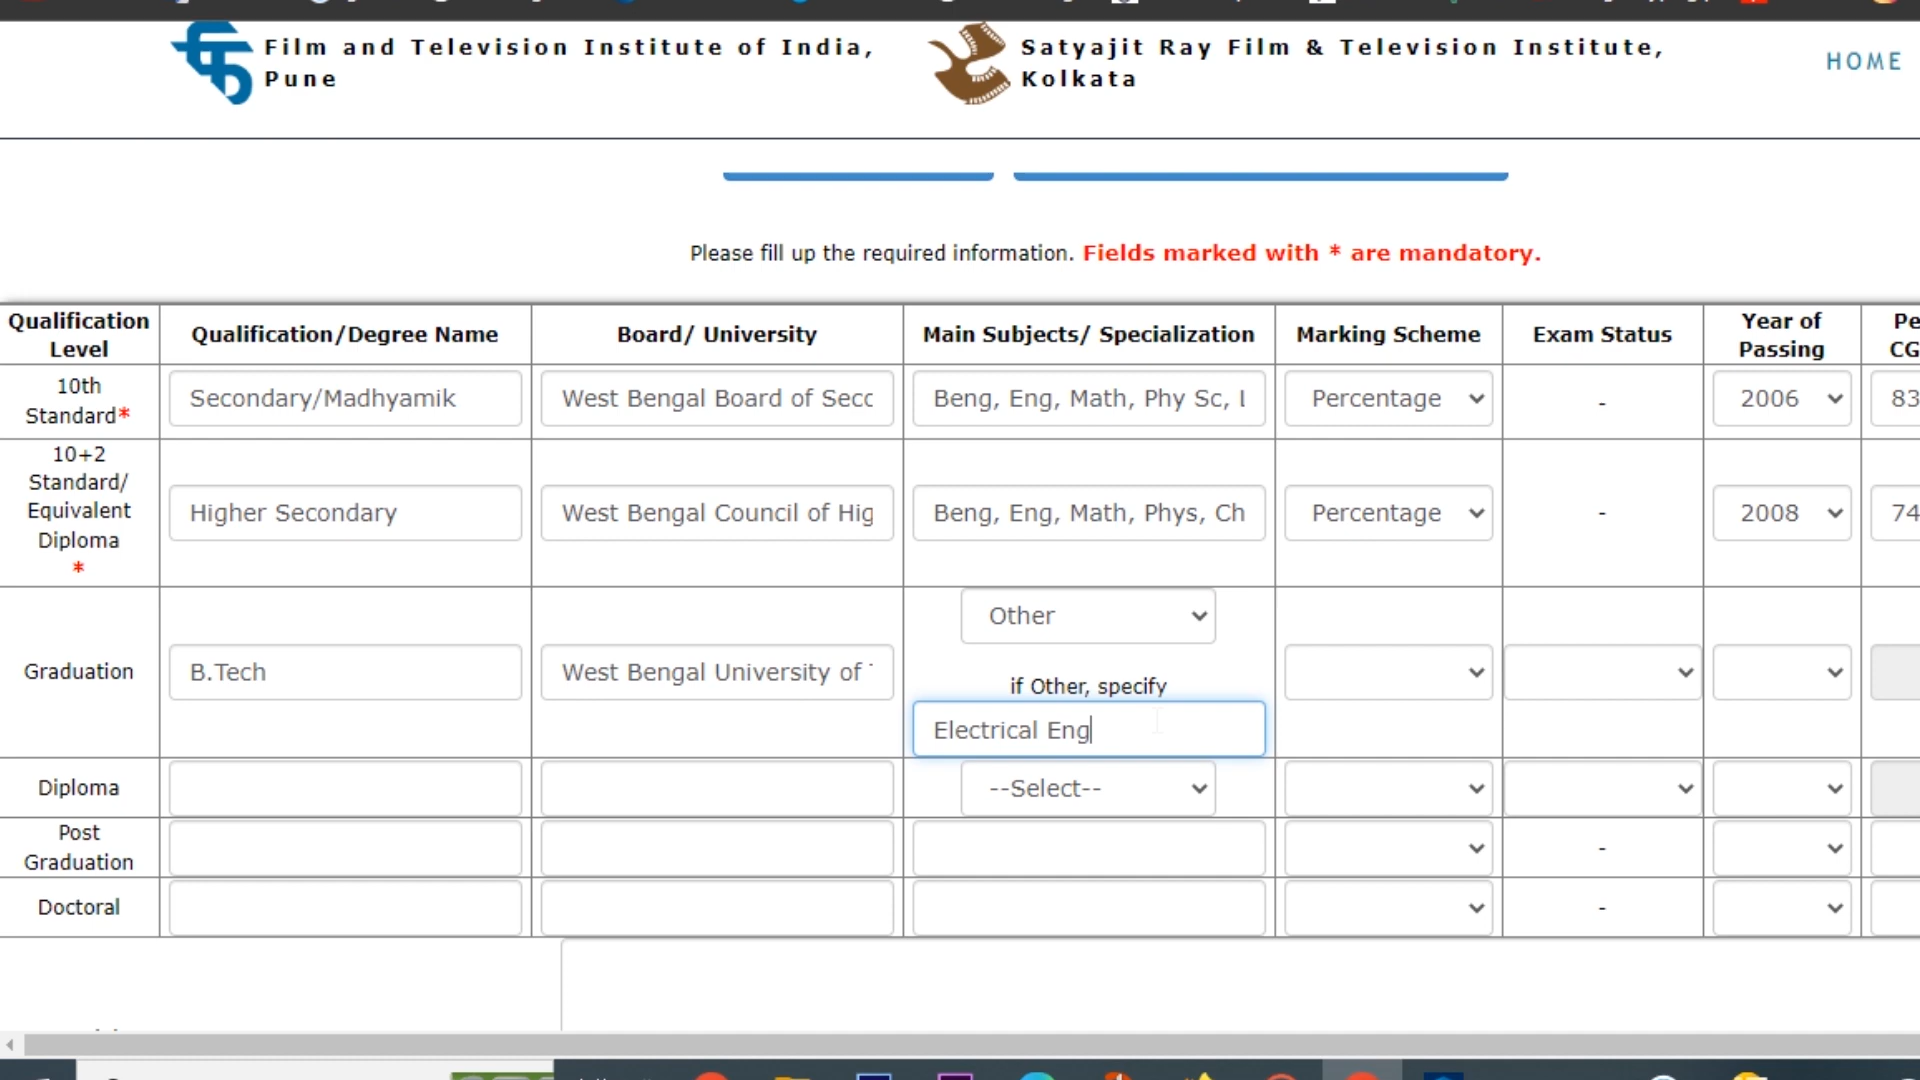 Film and Television Institute of India,
Pune
Satyajit Ray Film & Television Institute,
Kolkata
HOME
Please fill up the required information. Fields marked with * are mandatory.
Qualification
Level
Qualification/Degree Name
Board/ University
Main Subjects/ Specialization
Marking Scheme
Exam Status
Year of
Passing
Pe
CG
10th
Standard*
Secondary/Madhyamik
West Bengal Board of Secc
Beng, Eng, Math, Phy Sc, L
Percentage
-
2006
83
10+2
Standard/
Equivalent
Diploma
*
Higher Secondary
West Bengal Council of Hig
Beng, Eng, Math, Phys, Ch
Percentage
-
2008
74
Graduation
B.Tech
West Bengal University of
Other
if Other, specify
Electrical Eng
Diploma
--Select--
Post
Graduation
-
Doctoral
-